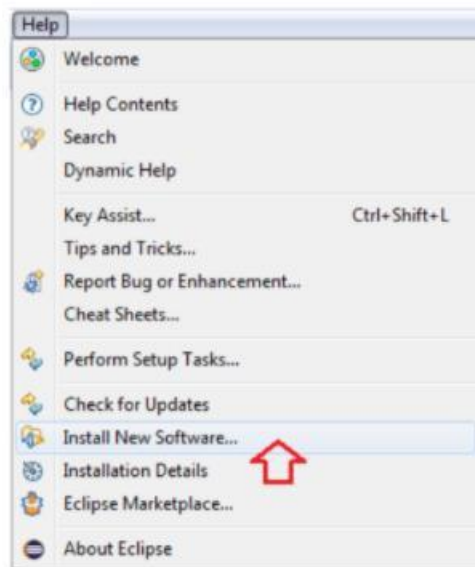 Help
Welcome
Help Contents
Search
Dynamic Help
Key Assist... Ctrl+Shift+L
Tips and Tricks...
Report Bug or Enhancement...
Cheat Sheets...
Perform Setup Tasks...
Check for Updates
Install New Software...
Installation Details
Eclipse Marketplace...
About Eclipse